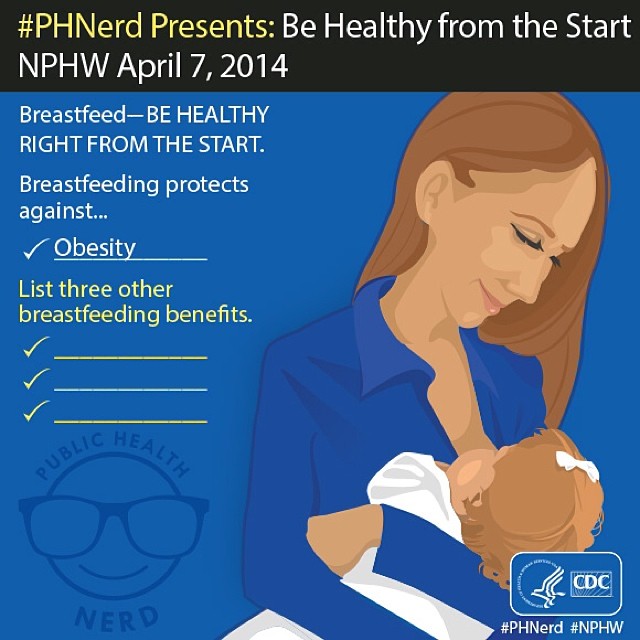 #PHNerd Presents: Be Healthy from the Start
NPHW April 7, 2014
Breastfeed—BE HEALTHY
RIGHT FROM THE START.
Breastfeeding protects
against...
✓ Obesity
List three other
breastfeeding benefits.
✓
✓
✓
PUBLIC HEALTH
NERD
CDC
#PHNerd #NPHW